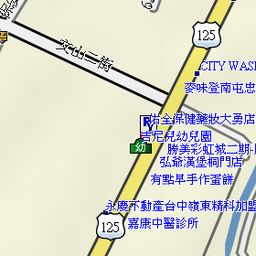 125
文山二街
CITY WAS
麥味登南屯忠
佑全保健藥妝大勇店
吉尼兒幼兒園
幼
勝美彩虹城二期-
弘爺漢堡桐門店
有點早手作蛋餅
永慶不動產台中嶺東精科加盟
125
嘉康中醫診所